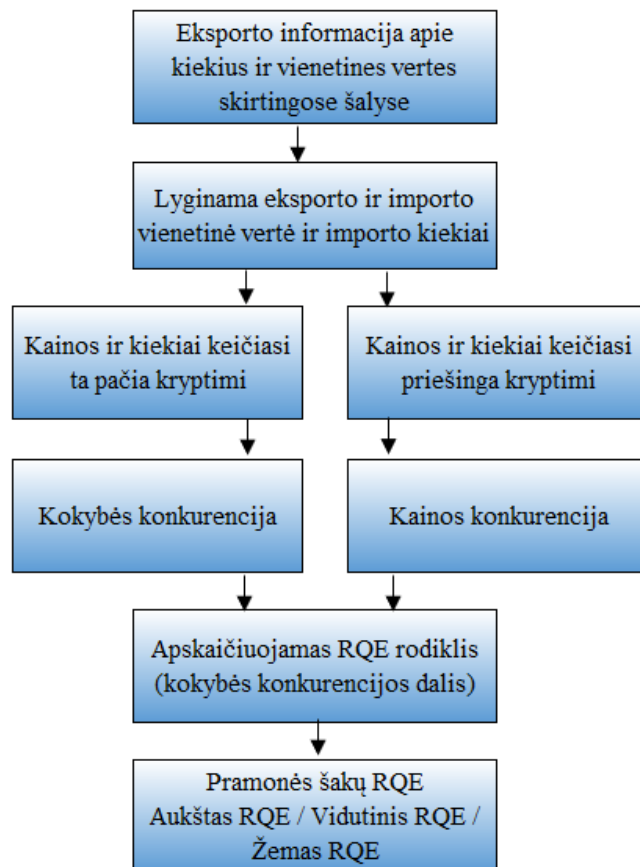 Eksporto informacija apie
kiekius ir vienetines vertes
skirtingose šalyse
Lyginama eksporto ir importo
vienetinė vertė ir importo kiekiai
Kainos ir kiekiai keičiasi
ta pačia kryptimi
Kainos ir kiekiai keičiasi
priešinga kryptimi
Kokybės konkurencija
Kainos konkurencija
Apskaičiuojamas RQE rodiklis
(kokybės konkurencijos dalis)
Pramonės šakų RQE
Aukštas RQE / Vidutinis RQE /
Žemas RQE